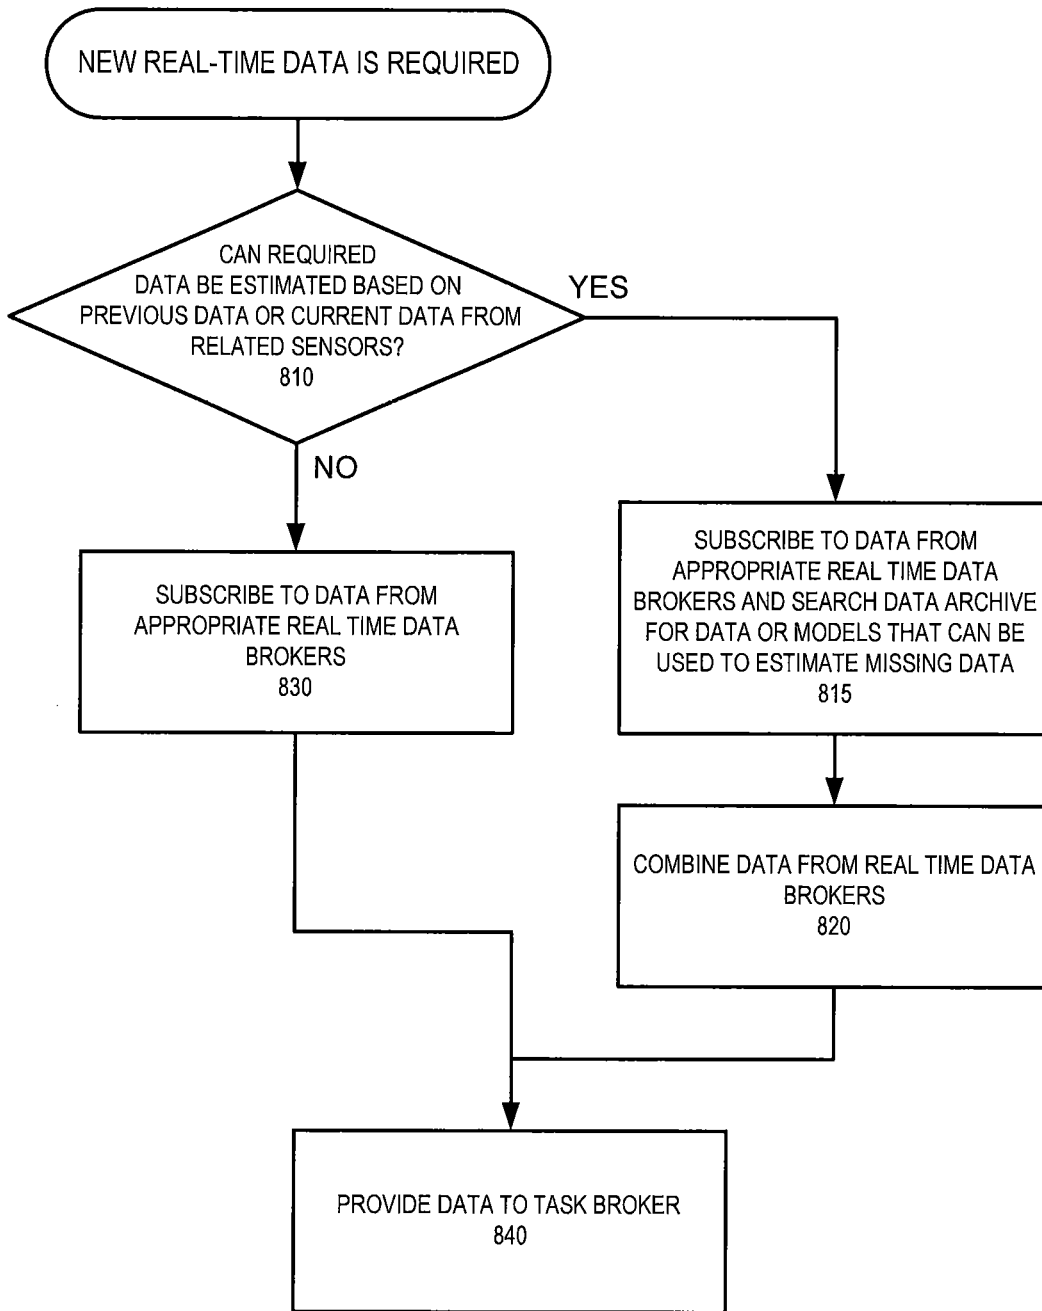 NEW REAL-TIME DATA IS REQUIRED
CAN REQUIRED
DATA BE ESTIMATED BASED ON
PREVIOUS DATA OR CURRENT DATA FROM
RELATED SENSORS?
810
YES
NO
SUBSCRIBE TO DATA FROM
APPROPRIATE REAL TIME DATA
BROKERS AND SEARCH DATA ARCHIVE
FOR DATA OR MODELS THAT CAN BE
USED TO ESTIMATE MISSING DATA
815
SUBSCRIBE TO DATA FROM
APPROPRIATE REAL TIME DATA
BROKERS
830
COMBINE DATA FROM REAL TIME DATA
BROKERS
820
PROVIDE DATA TO TASK BROKER
840